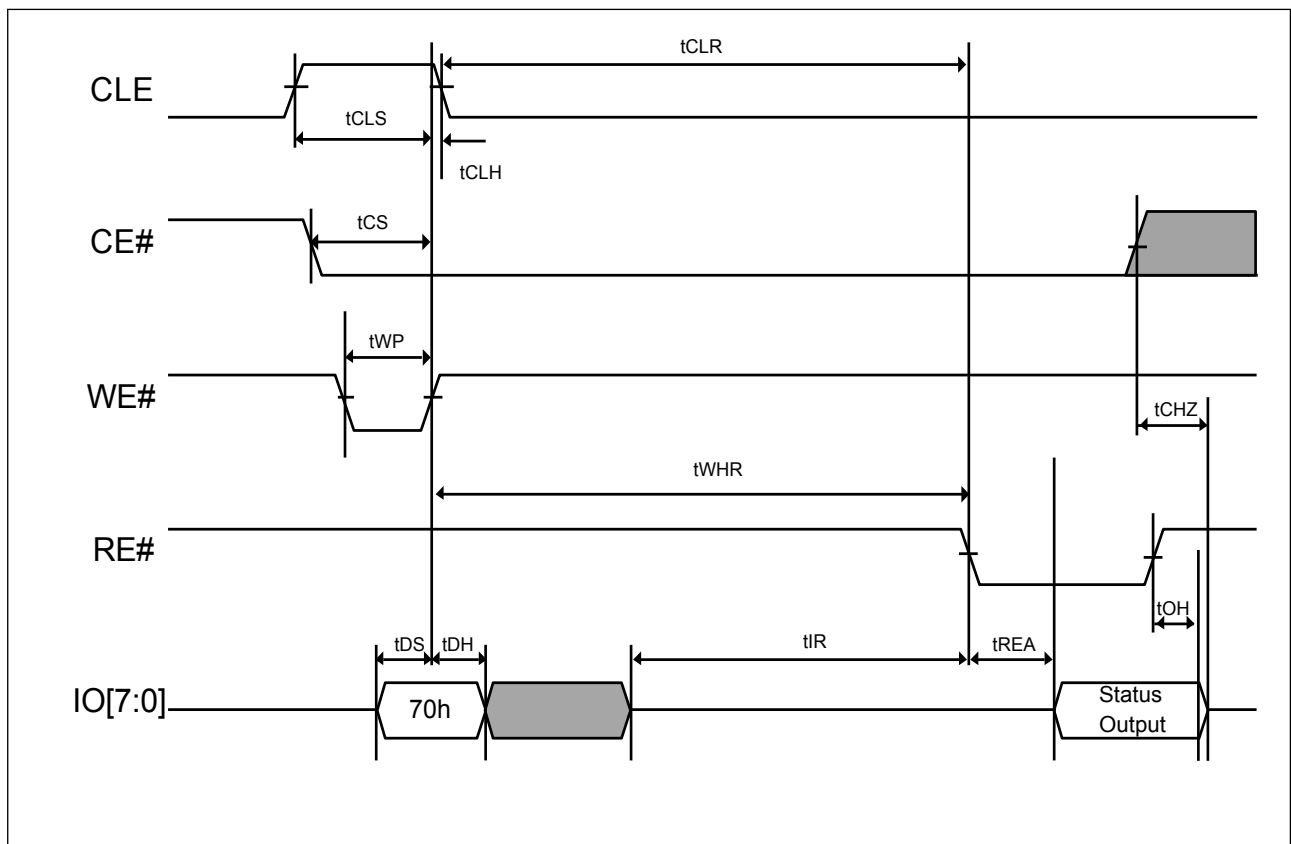 tCLR
CLE
tCLS
tCLH
tCS
CE#
tWP
WE#
tCHZ
tWHR
RE#
tOH
tDS
tDH
tIR
tREA
IO[7:0]
70h
Status
Output